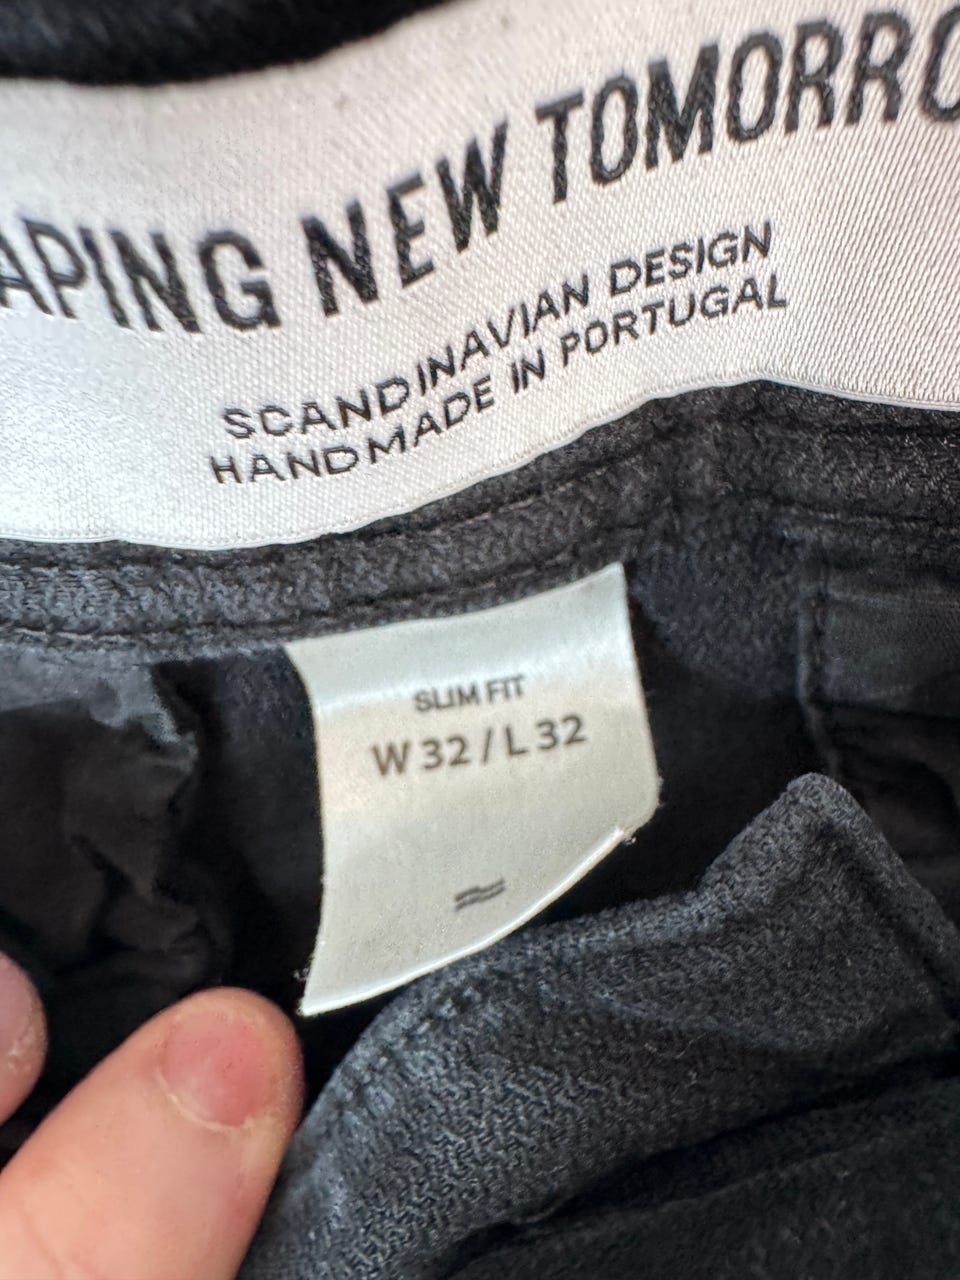 APING NEW TOMORRO
SCANDINAVIAN DESIGN
HANDMADE IN PORTUGAL
SLIM FIT
W 32 / L 32